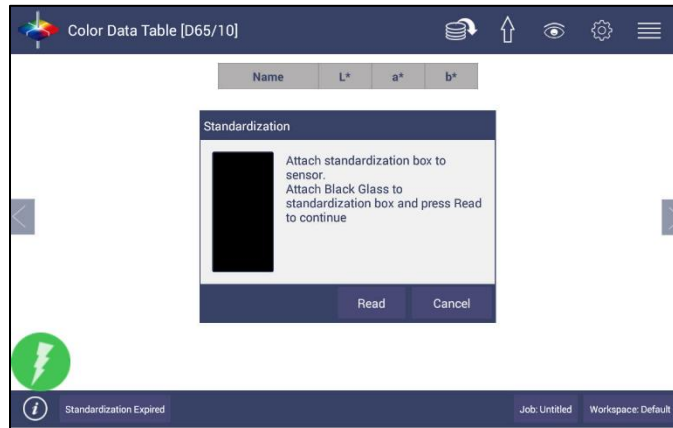 Color Data Table [D65/10]
Name L* a* b*
Standardization
Attach standardization box to
sensor.
Attach Black Glass to
standardization box and press Read
to continue
Read Cancel
i Standardization Expired Job: Untitled Workspace: Default